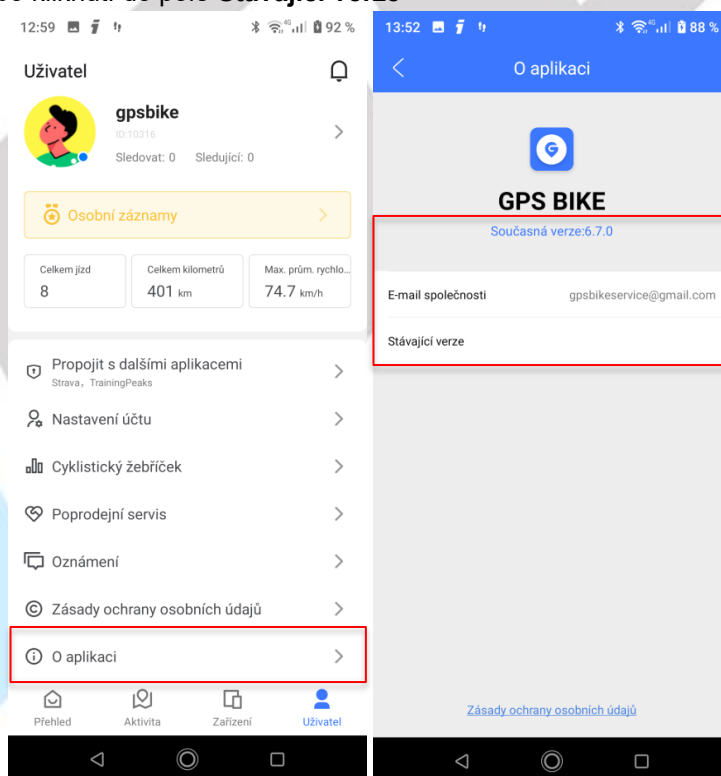 Stávající verze
12:59 92 %
Uživatel
gpsbike
ID:10316
Sledovat: 0 Sledující: 0
Osobní záznamy
Celkem jízd
8
Celkem kilometrů
401 km
Max. prům. rychlo...
74.7 km/h
Propojit s dalšími aplikacemi
Strava, TrainingPeaks
Nastavení účtu
Cyklistický žebříček
Poprodejní servis
Oznámení
Zásady ochrany osobních údajů
O aplikaci
Přehled Aktivita Zařízení Uživatel
13:52 4G 88 %
O aplikaci
GPS BIKE
Současná verze:6.7.0
E-mail společnosti gpsbikeservice@gmail.com
Stávající verze
Zásady ochrany osobních údajů